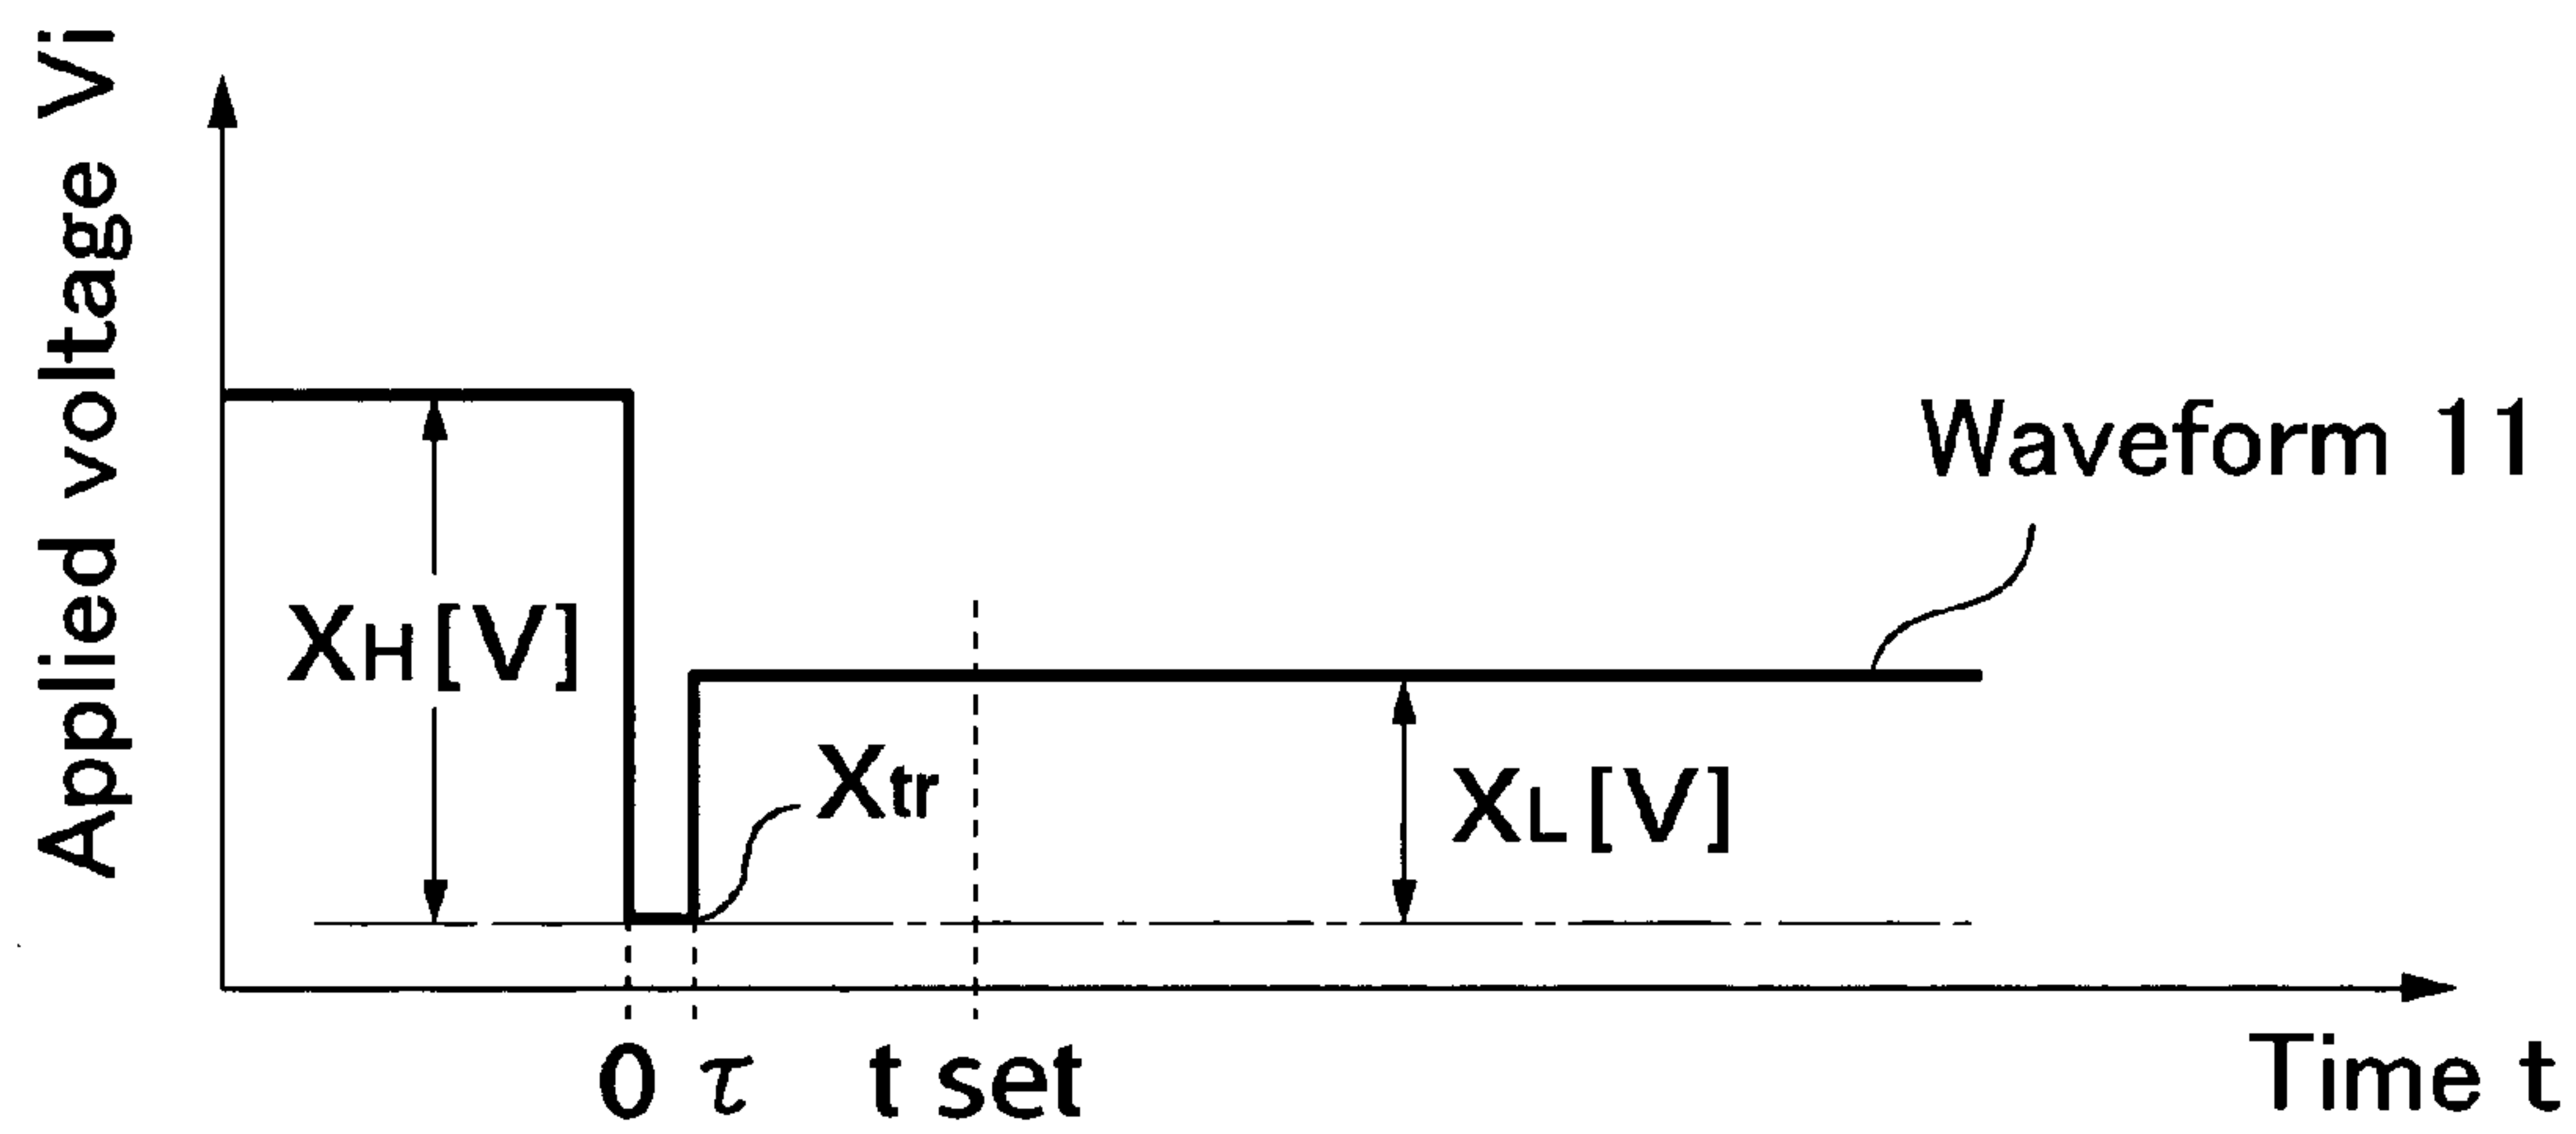 Applied voltage Vi
Waveform 11
XH[V]
Xtr
XL[V]
0 τ t set
Time t